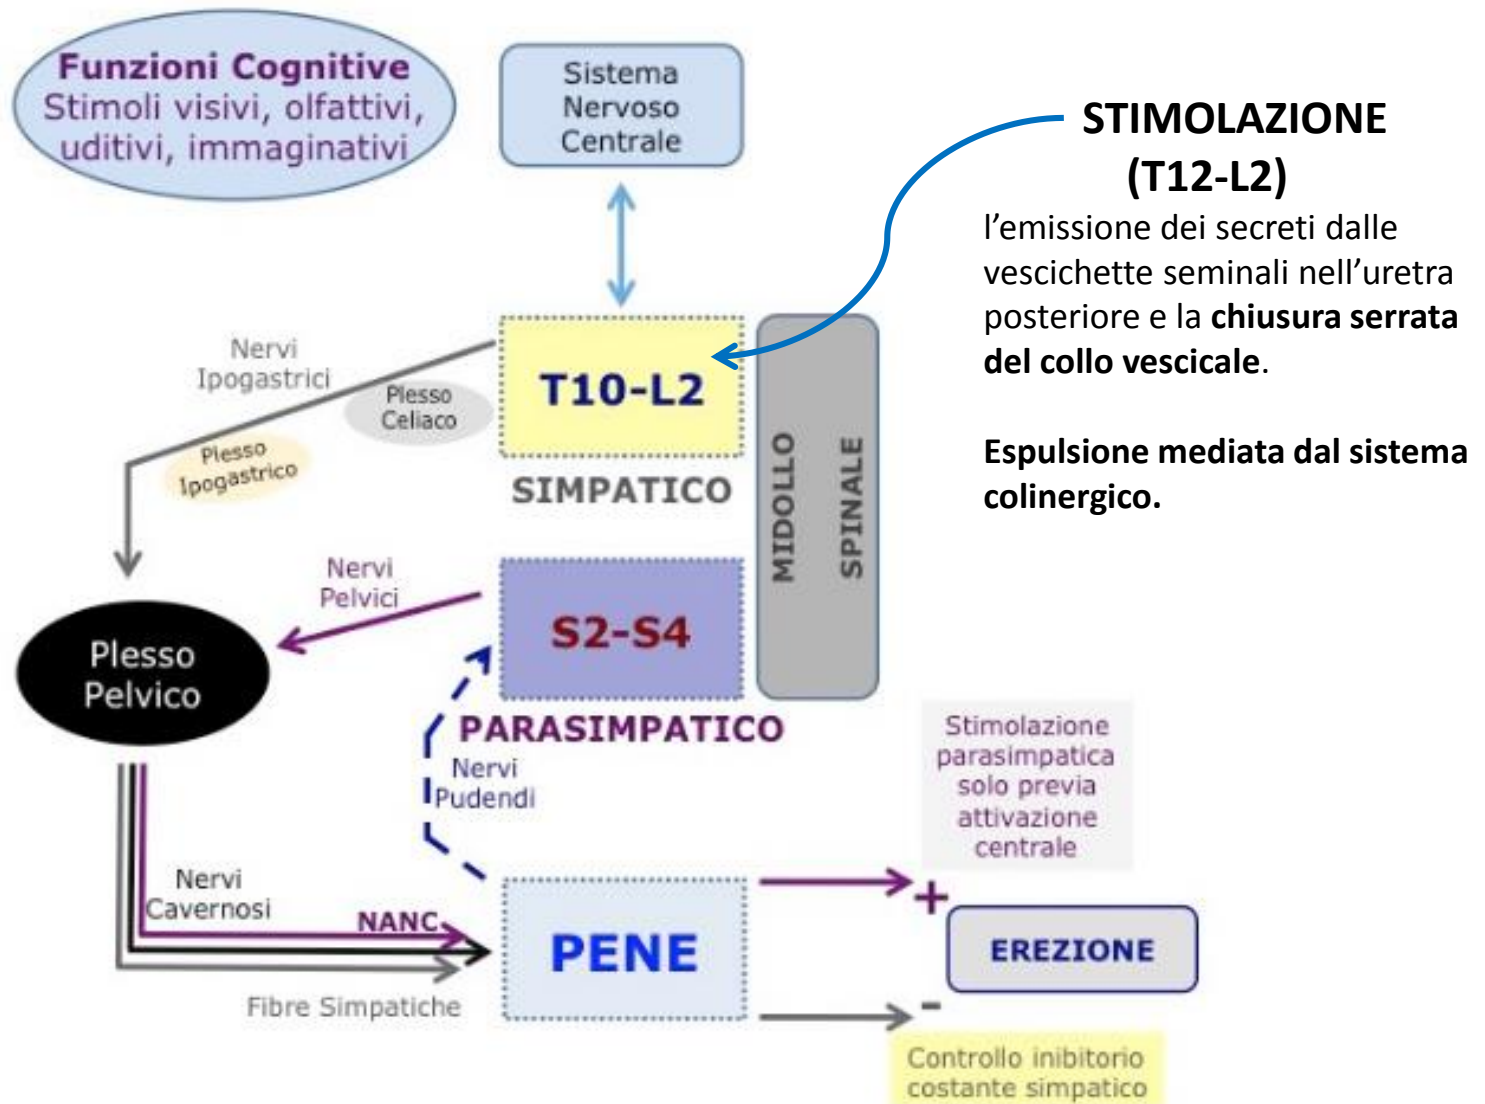 Funzioni Cognitive
Stimoli visivi, olfattivi,
uditivi, immaginativi
Sistema
Nervoso
Centrale
STIMOLAZIONE
(T12-L2)
l’emissione dei secreti dalle
vescichette seminali nell’uretra
posteriore e la chiusura serrata
del collo vescicale.
Espulsione mediata dal sistema
colinergico.
Nervi
Ipogastrici
Plesso
Celiaco
Plesso
Ipogastrico
T10-L2
SIMPATICO
MIDOLLO
SPINALE
Nervi
Pelvici
S2-S4
PARASIMPATICO
Plesso
Pelvico
Nervi
Pudendi
Stimolazione
parasimpatica
solo previa
attivazione
centrale
Nervi
Cavernosi
NANC
Fibre Simpatiche
PENE
+
EREZIONE
-
Controllo inibitorio
costante simpatico